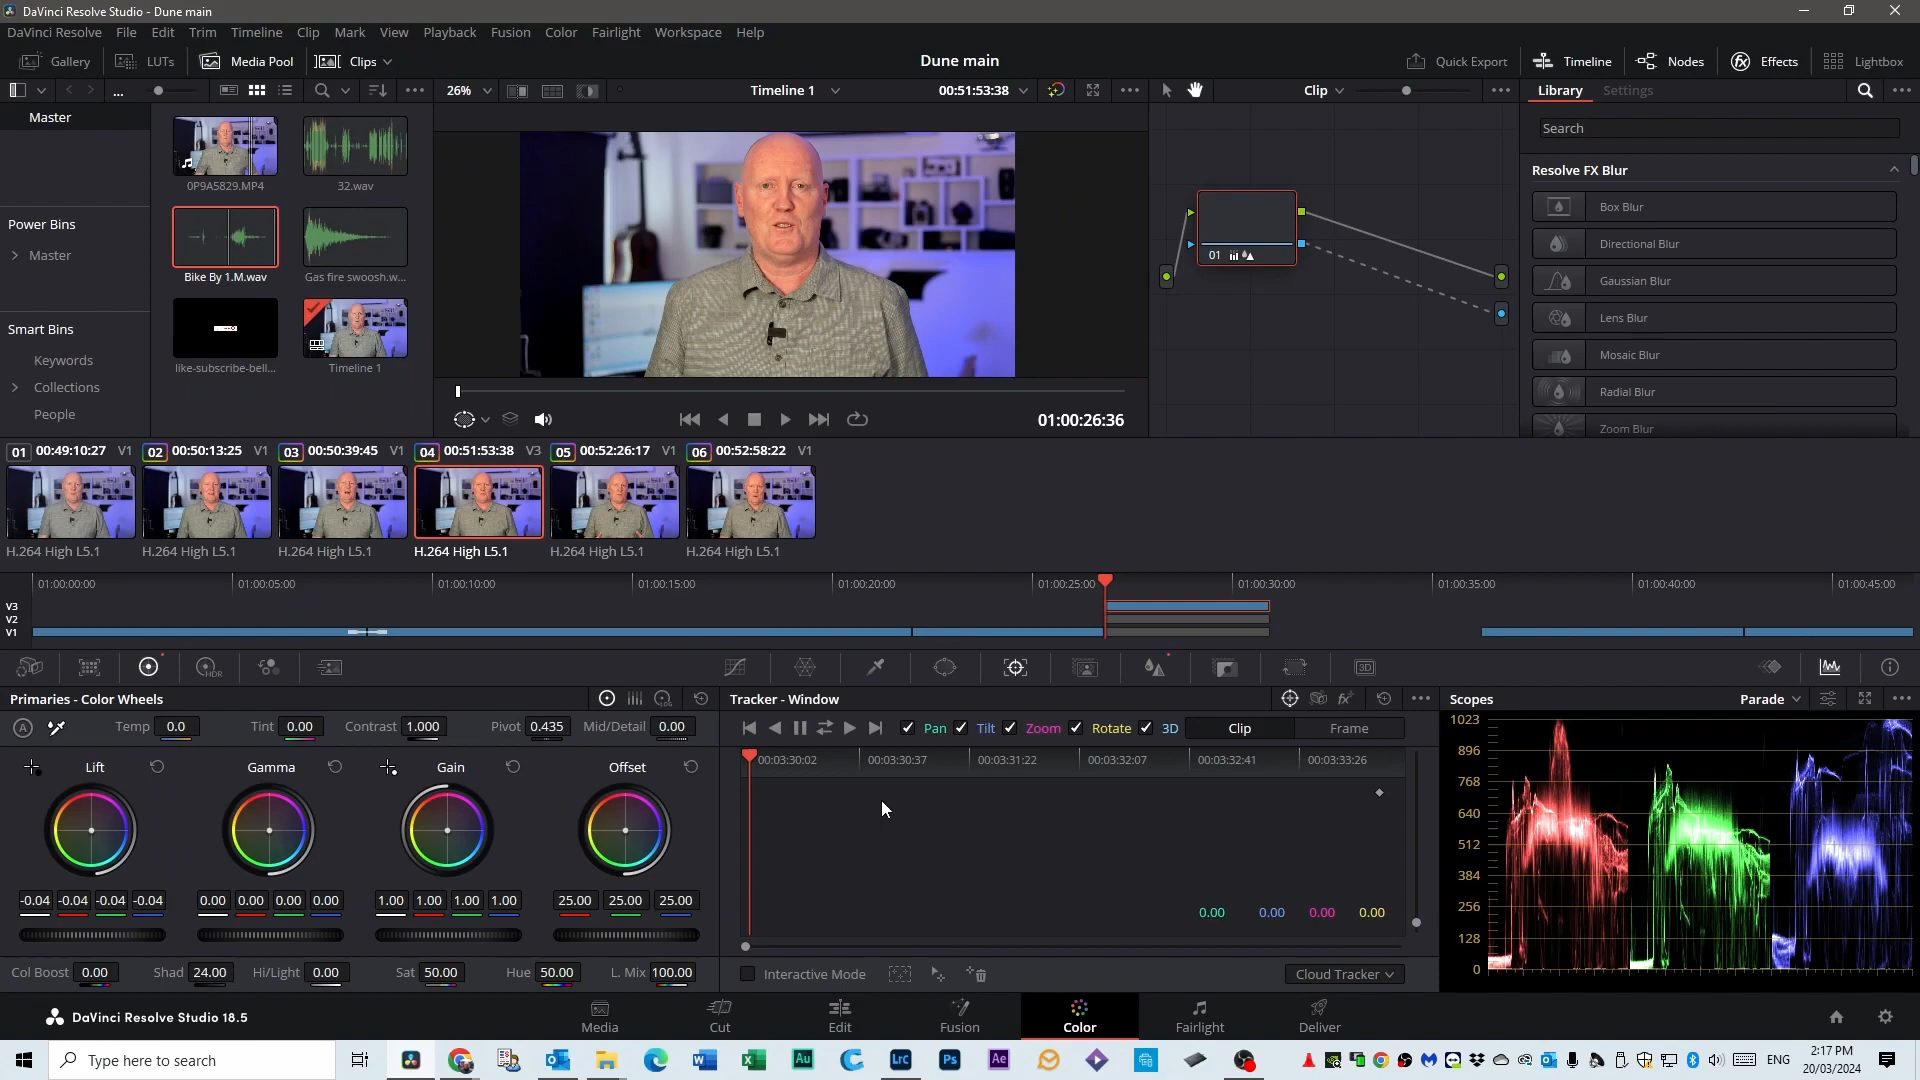 DaVinci Resolve Studio - Dune main
DaVinci Resolve File Edit Trim Timeline Clip Mark View Playback Fusion Color Fairlight Workspace Help
Gallery LUTs Media Pool Clips Dune main Quick Export Timeline Nodes Effects Lightbox
... 26% Timeline 1 00:51:53:38 Clip Library Settings
Master
0P9A5829.MP4 32.wav
Search
Resolve FX Blur
Box Blur
Directional Blur
Gaussian Blur
Lens Blur
Mosaic Blur
Radial Blur
Zoom Blur
Power Bins
Master
Bike By 1.M.wav Gas fire swoosh.w...
01
Smart Bins
Keywords
Collections
People
like-subscribe-bell... Timeline 1
01:00:26:36
01 00:49:10:27 V1 02 00:50:13:25 V1 03 00:50:39:45 V1 04 00:51:53:38 V3 05 00:52:26:17 V1 06 00:52:58:22 V1
H.264 High L5.1 H.264 High L5.1 H.264 High L5.1 H.264 High L5.1 H.264 High L5.1 H.264 High L5.1
01:00:00:00 01:00:05:00 01:00:10:00 01:00:15:00 01:00:20:00 01:00:25:00 01:00:30:00 01:00:35:00 01:00:40:00 01:00:45:00
V3
V2
V1
HDR 3D
Primaries - Color Wheels LOG Tracker - Window Scopes Parade
A Temp 0.0 Tint 0.00 Contrast 1.000 Pivot 0.435 Mid/Detail 0.00
Pan Tilt Zoom Rotate 3D Clip Frame
Lift Gamma Gain Offset
00:03:30:02 00:03:30:37 00:03:31:22 00:03:32:07 00:03:32:41 00:03:33:26
1023
896
768
640
512
384
256
128
0
-0.04 -0.04 -0.04 -0.04 0.00 0.00 0.00 0.00 1.00 1.00 1.00 1.00 25.00 25.00 25.00
0.00 0.00 0.00 0.00
Col Boost 0.00 Shad 24.00 Hi/Light 0.00 Sat 50.00 Hue 50.00 L. Mix 100.00
Interactive Mode Cloud Tracker
DaVinci Resolve Studio 18.5
Media Cut Edit Fusion Color Fairlight Deliver
Type here to search
Au Lrc Ps Ae
ENG 2:17 PM
20/03/2024